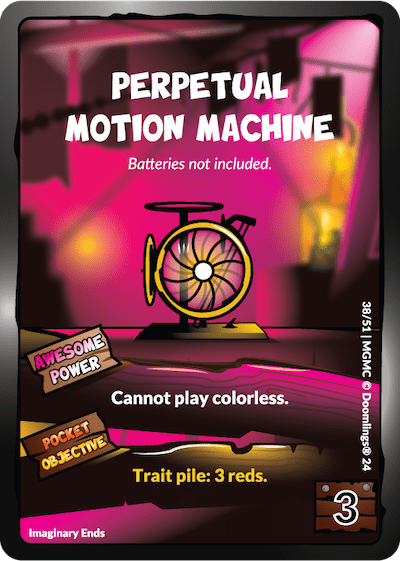 PERPETUAL
MOTION MACHINE
Batteries not included.
AWESOME
POWER
Cannot play colorless.
POCKET
OBJECTIVE
Trait pile: 3 reds.
38/51 | MGMC © Doomlings® 24
3
Imaginary Ends